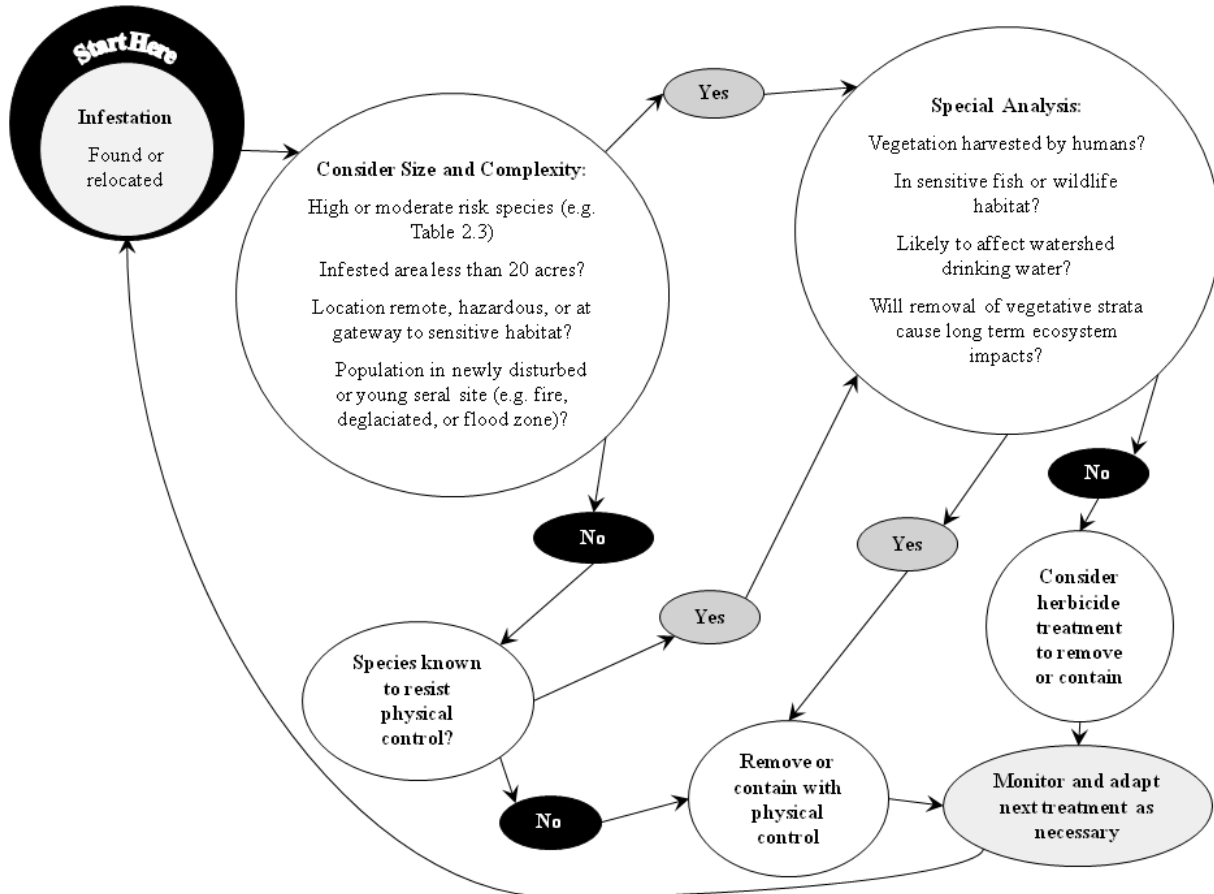 Start Here
Infestation
Found or
relocated
Consider Size and Complexity:
High or moderate risk species (e.g.
Table 2.3)
Infested area less than 20 acres?
Location remote, hazardous, or at
gateway to sensitive habitat?
Population in newly disturbed
or young seral site (e.g. fire,
deglaciated, or flood zone)?
Yes
Special Analysis:
Vegetation harvested by humans?
In sensitive fish or wildlife
habitat?
Likely to affect watershed
drinking water?
Will removal of vegetative strata
cause long term ecosystem
impacts?
No
Yes
No
Yes
Species known
to resist
physical
control?
No
Remove or
contain with
physical
control
Consider
herbicide
treatment
to remove
or contain
Monitor and adapt
next treatment as
necessary